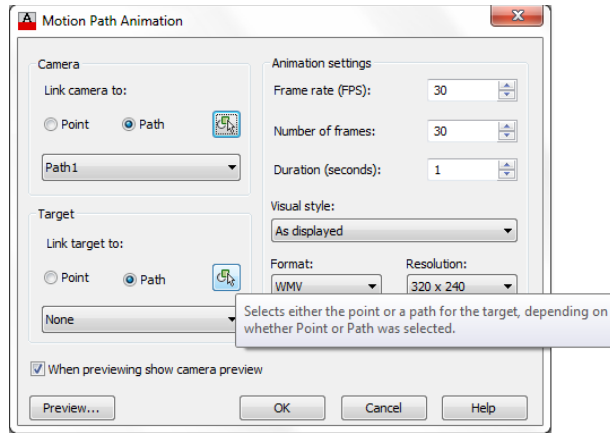 Motion Path Animation
Camera
Link camera to:
Point
Path
Path1
Target
Link target to:
Point
Path
None
When previewing show camera preview
Animation settings
Frame rate (FPS):
30
Number of frames:
30
Duration (seconds):
1
Visual style:
As displayed
Format:
Resolution:
WMV
320 x 240
Selects either the point or a path for the target, depending on
whether Point or Path was selected.
Preview...
OK
Cancel
Help